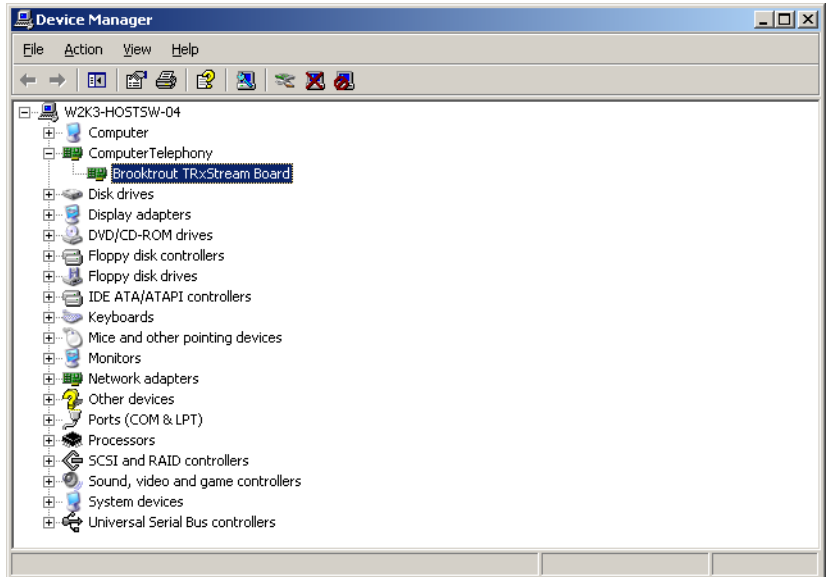 Device Manager
File Action View Help
W2K3-HOSTSW-04
Computer
ComputerTelephony
Brooktrout TRxStream Board
Disk drives
Display adapters
DVD/CD-ROM drives
Floppy disk controllers
Floppy disk drives
IDE ATA/ATAPI controllers
Keyboards
Mice and other pointing devices
Monitors
Network adapters
Other devices
Ports (COM & LPT)
Processors
SCSI and RAID controllers
Sound, video and game controllers
System devices
Universal Serial Bus controllers